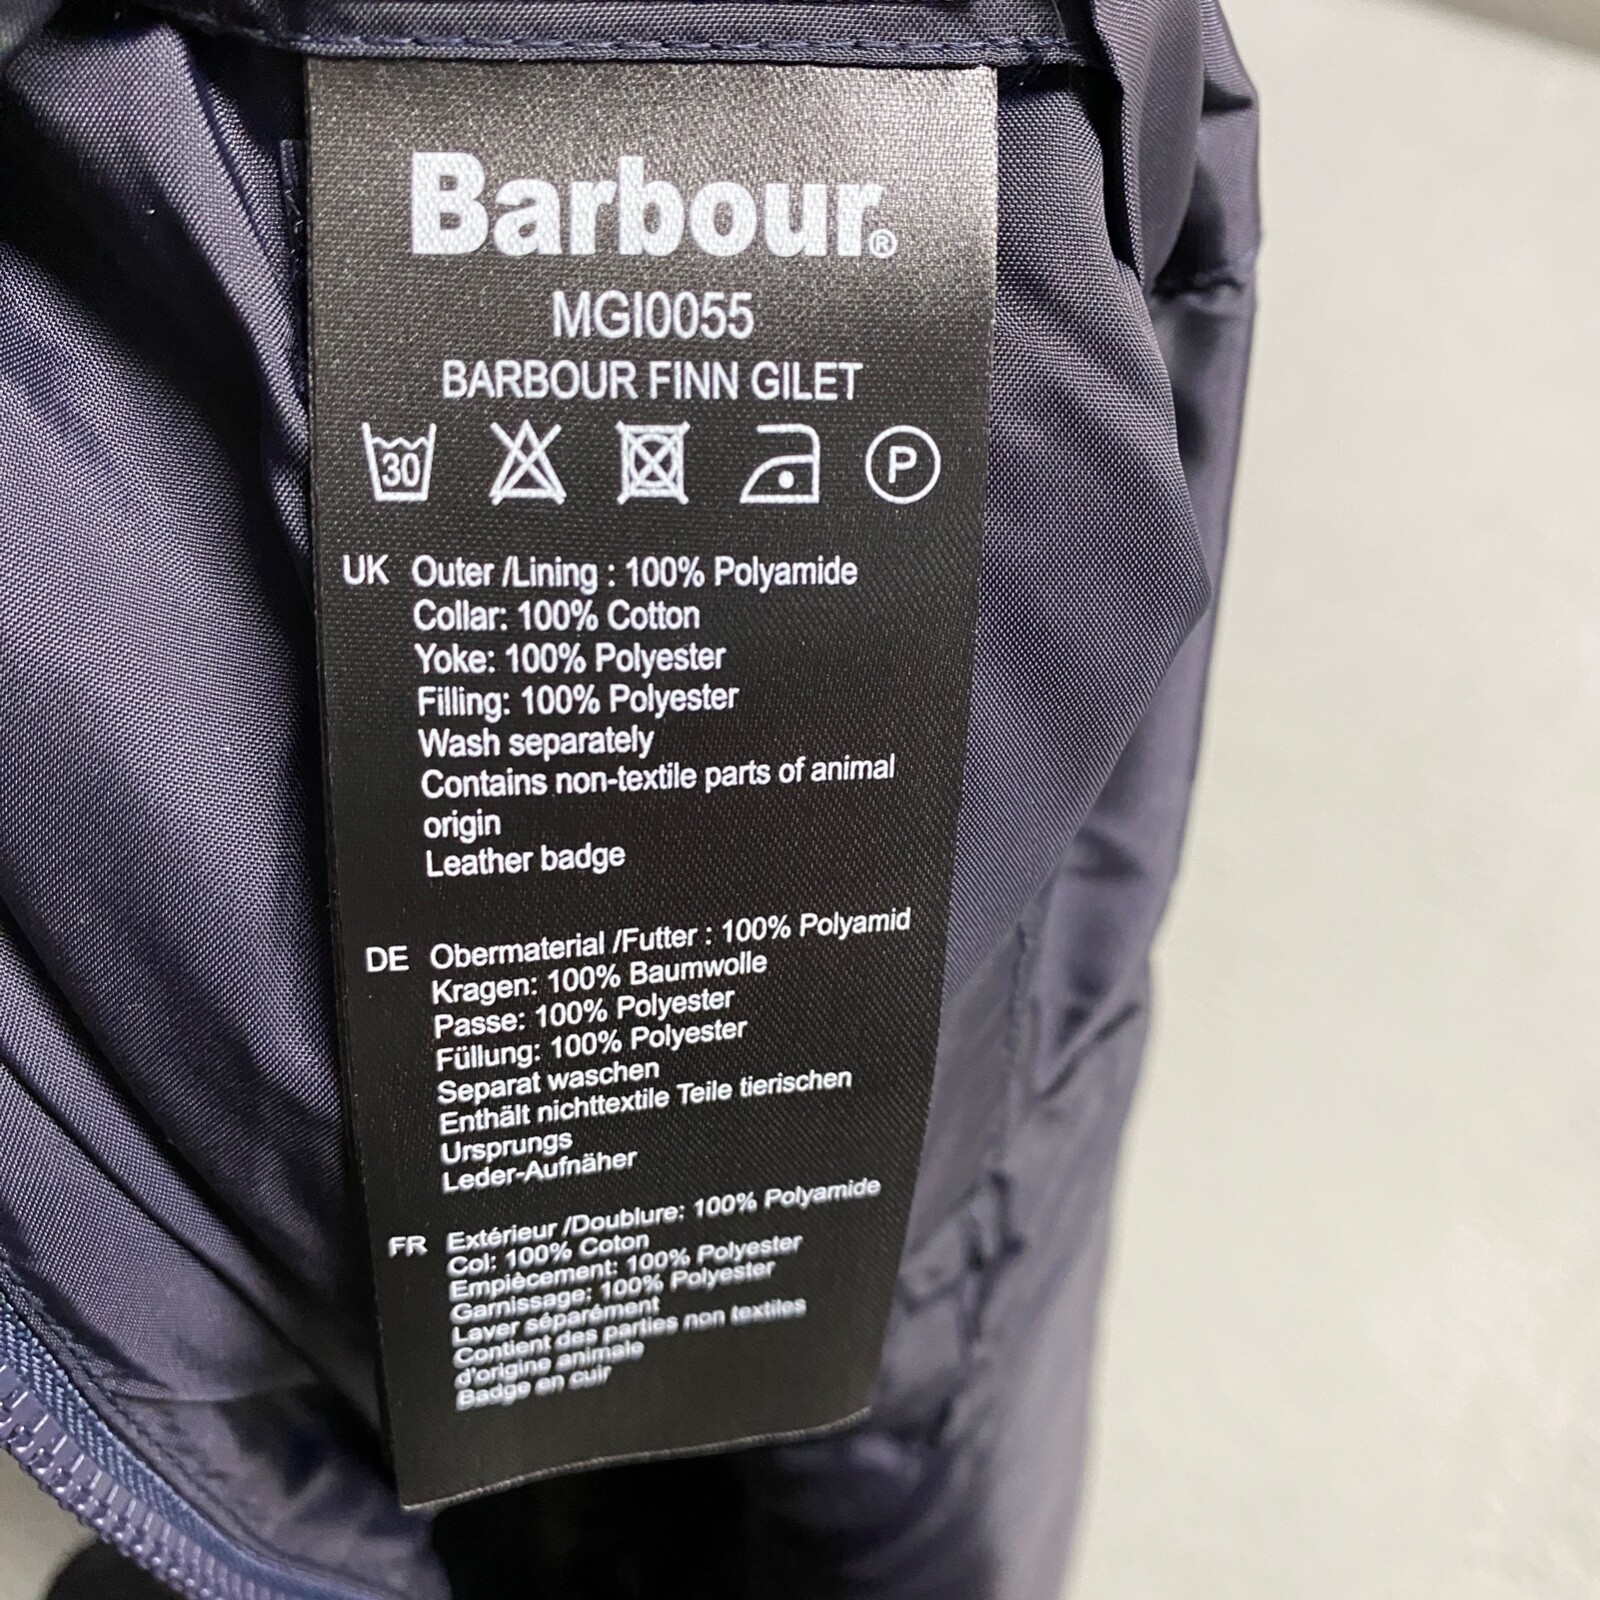 Barbour®
MGI0055
BARBOUR FINN GILET
30 P
UK Outer /Lining : 100% Polyamide
Collar: 100% Cotton
Yoke: 100% Polyester
Filling: 100% Polyester
Wash separately
Contains non-textile parts of animal
origin
Leather badge
DE Obermaterial /Futter : 100% Polyamid
Kragen: 100% Baumwolle
Passe: 100% Polyester
Füllung: 100% Polyester
Separat waschen
Enthält nichttextile Teile tierischen
Ursprungs
Leder-Aufnäher
FR Extérieur /Doublure: 100% Polyamide
Col: 100% Coton
Empiècement: 100% Polyester
Garnissage: 100% Polyester
Laver séparément
Contient des parties non textiles
d'origine animale
Badge en cuir